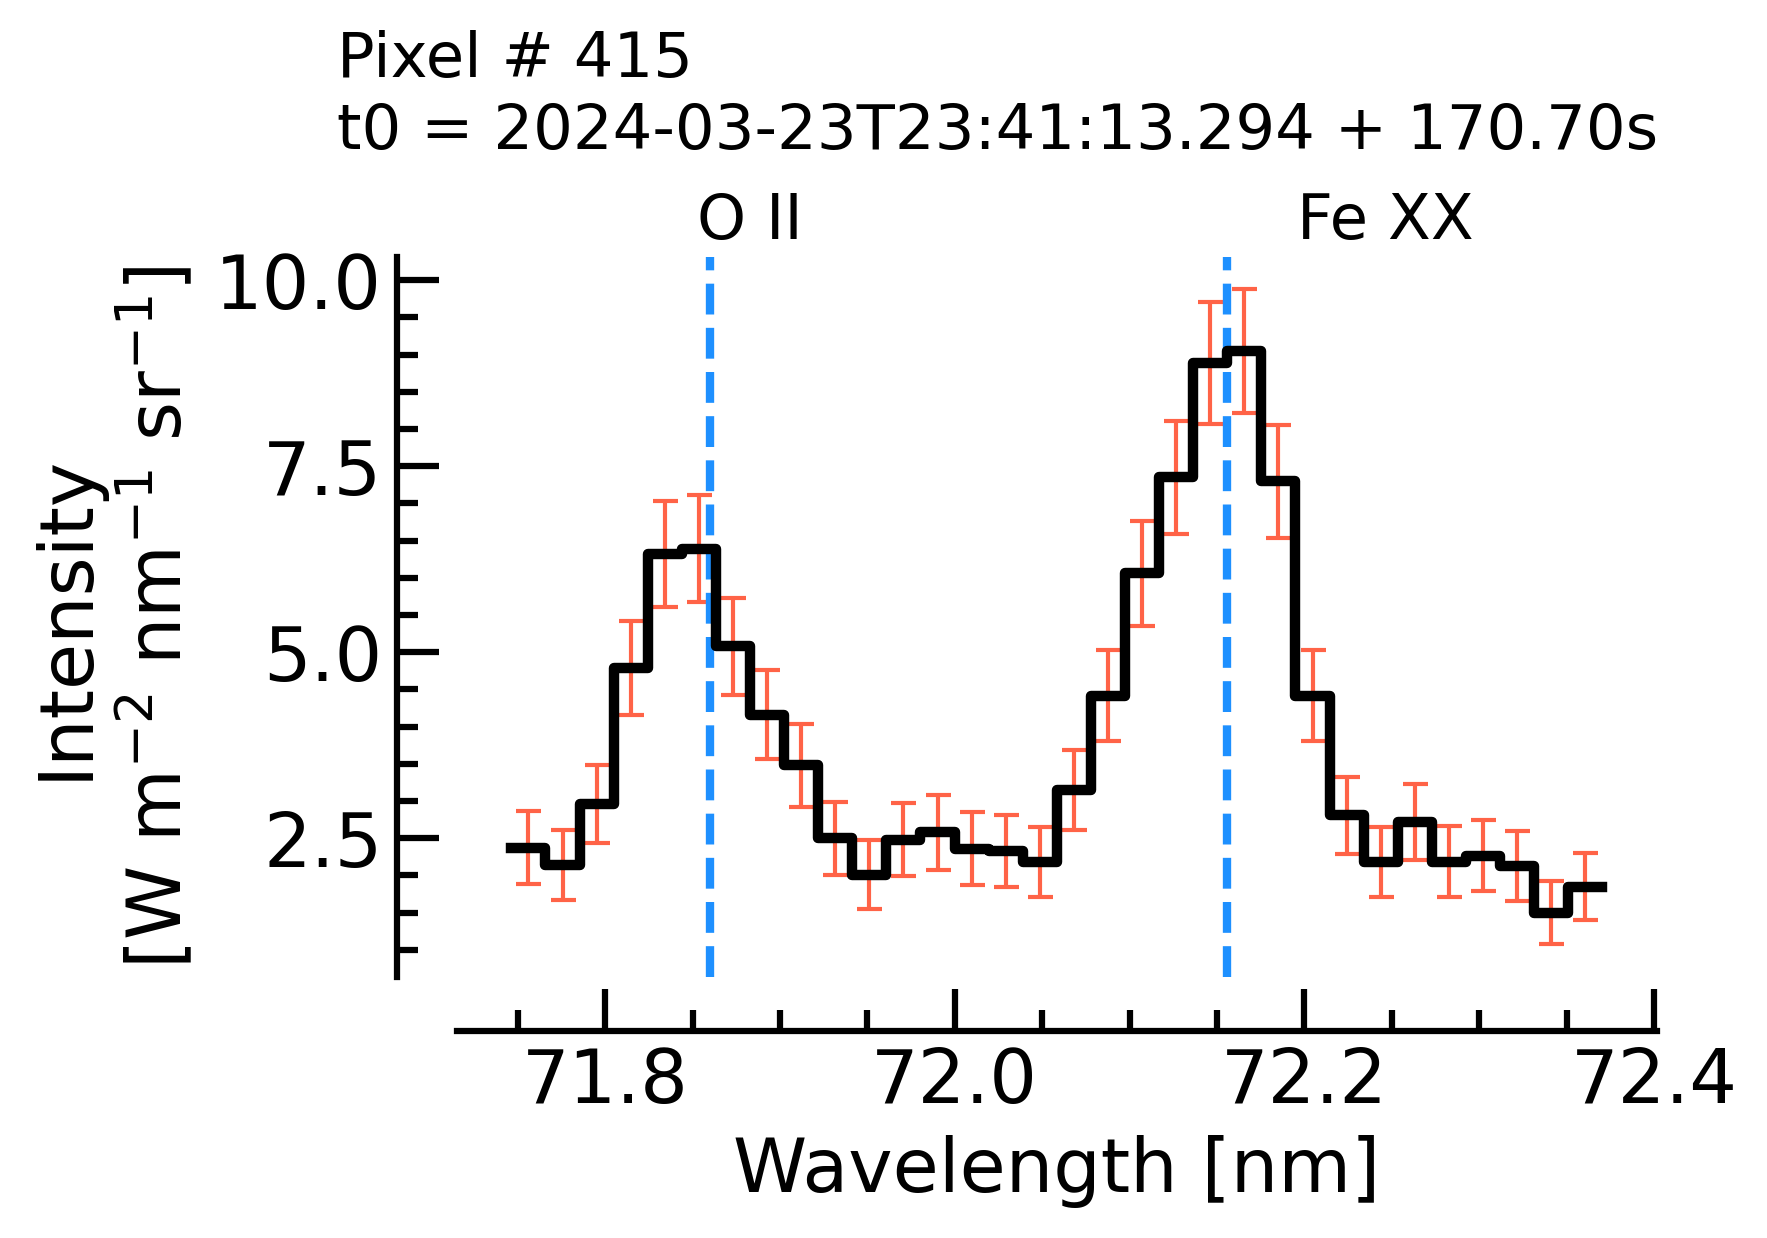 Pixel # 415
t0 = 2024-03-23T23:41:13.294 + 170.70s
O II
Fe XX
Intensity
[W m⁻² nm⁻¹ sr⁻¹]
10.0
7.5
5.0
2.5
71.8
72.0
72.2
72.4
Wavelength [nm]